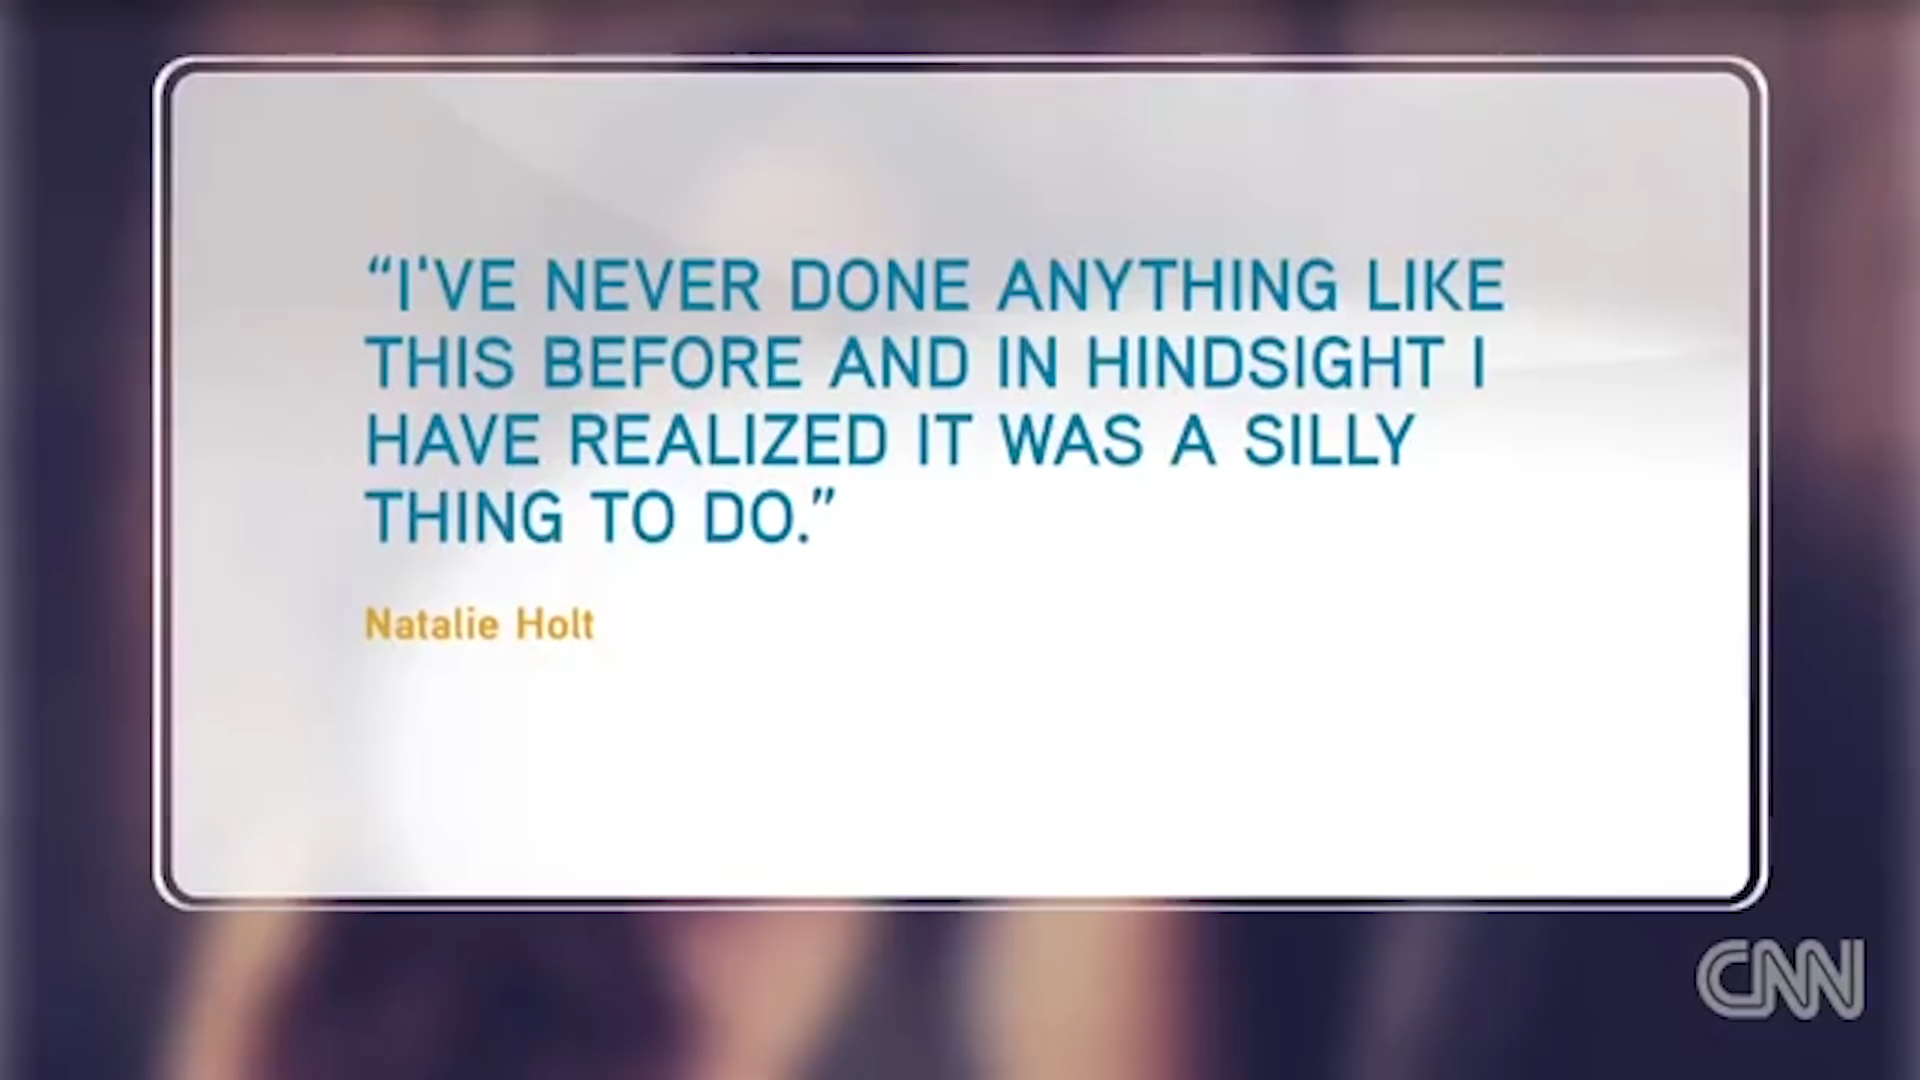 “I'VE NEVER DONE ANYTHING LIKE
THIS BEFORE AND IN HINDSIGHT I
HAVE REALIZED IT WAS A SILLY
THING TO DO.”
Natalie Holt
CNN